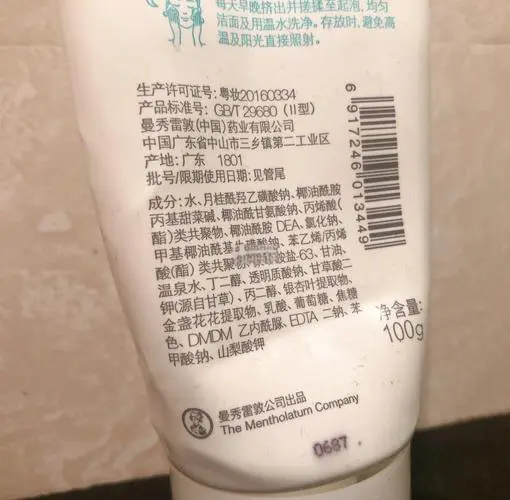 每天早晚挤出并搓揉至起泡, 均匀
洁面及用温水洗净。存放时, 避免高
温及阳光直接照射。
生产许可证号: 粤妆20160334
产品标准号: GB/T 29680 (II型)
曼秀雷敦(中国)药业有限公司
中国广东省中山市三乡镇第二工业区
产地: 广东 1801
批号/限期使用日期: 见管尾
成分: 水、月桂酰羟乙磺酸钠、椰油酰胺
丙基甜菜碱、椰油酰甘氨酸钠、丙烯酸(
酯)类共聚物、椰油酰胺 DEA、氯化钠、
甲基椰油酰基牛磺酸钠、苯乙烯/丙烯
酸(酯) 类共聚物、盐-63、甘油、
温泉水、丁二醇、透明质酸钠、甘草酸二
钾(源自甘草)、丙二醇、银杏叶提取物、
金盏花花提取物、乳酸、葡萄糖、焦糖
色、DMDM 乙内酰脲、EDTA 二钠、苯
甲酸钠、山梨酸钾
6 917246 013449
净含量:
100g
曼秀雷敦公司出品
The Mentholatum Company
0687